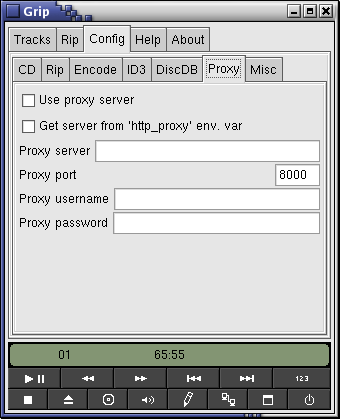 Grip
Tracks Rip Config Help About
CD Rip Encode ID3 DiscDB Proxy Misc
Use proxy server
Get server from 'http_proxy' env. var
Proxy server
Proxy port 8000
Proxy username
Proxy password
01 65:55
123